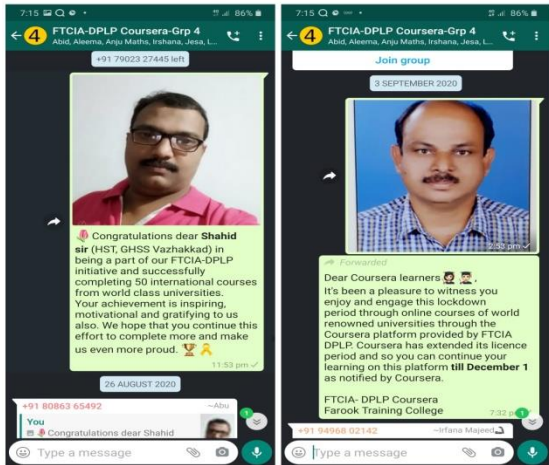 7:15
86%
4
FTCIA-DPLP Coursera-Grp 4
Abid, Aleema, Anju Maths, Irshana, Jesa, L...
+91 79023 27445 left
Congratulations dear Shahid
sir (HST, GHSS Vazhakkad) in
being a part of our FTCIA-DPLP
initiative and successfully
completing 50 international courses
from world class universities.
Your achievement is inspiring,
motivational and gratifying to us
also. We hope that you continue this
effort to complete more and make
us even more proud.
11:53 pm
26 AUGUST 2020
+91 80863 65492 ~Abu
You
Congratulations dear Shahid
1
Type a message
7:15
86%
4
FTCIA-DPLP Coursera-Grp 4
Abid, Aleema, Anju Maths, Irshana, Jesa, L...
Join group
3 SEPTEMBER 2020
2:53 pm
Forwarded
Dear Coursera learners
It's been a pleasure to witness you
enjoy and engage this lockdown
period through online courses of world
renowned universities through the
Coursera platform provided by FTCIA
DPLP. Coursera has extended its licence
period and so you can continue your
learning on this platform till December 1
as notified by Coursera.
FTCIA- DPLP Coursera
Farook Training College
7:32
+91 94968 02142 ~Irfana Majeed
1
Type a message